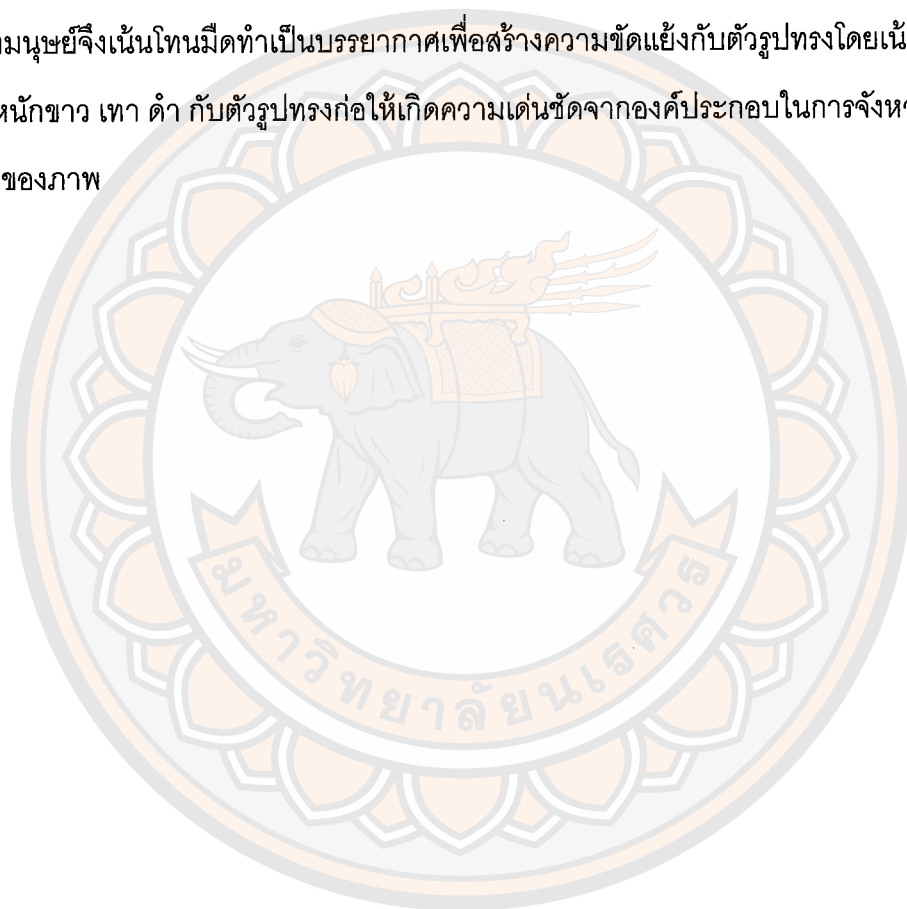 มนุษย์จึงเน้นโทนมืดทำเป็นบรรยากาศเพื่อสร้างความขัดแย้งกับตัวรูปทรงโดยเน้
หนักขาว เทา ดำ กับตัวรูปทรงก่อให้เกิดความเด่นชัดจากองค์ประกอบในการจังห
ของภาพ
มหาวิทยาลัยนเรศวร